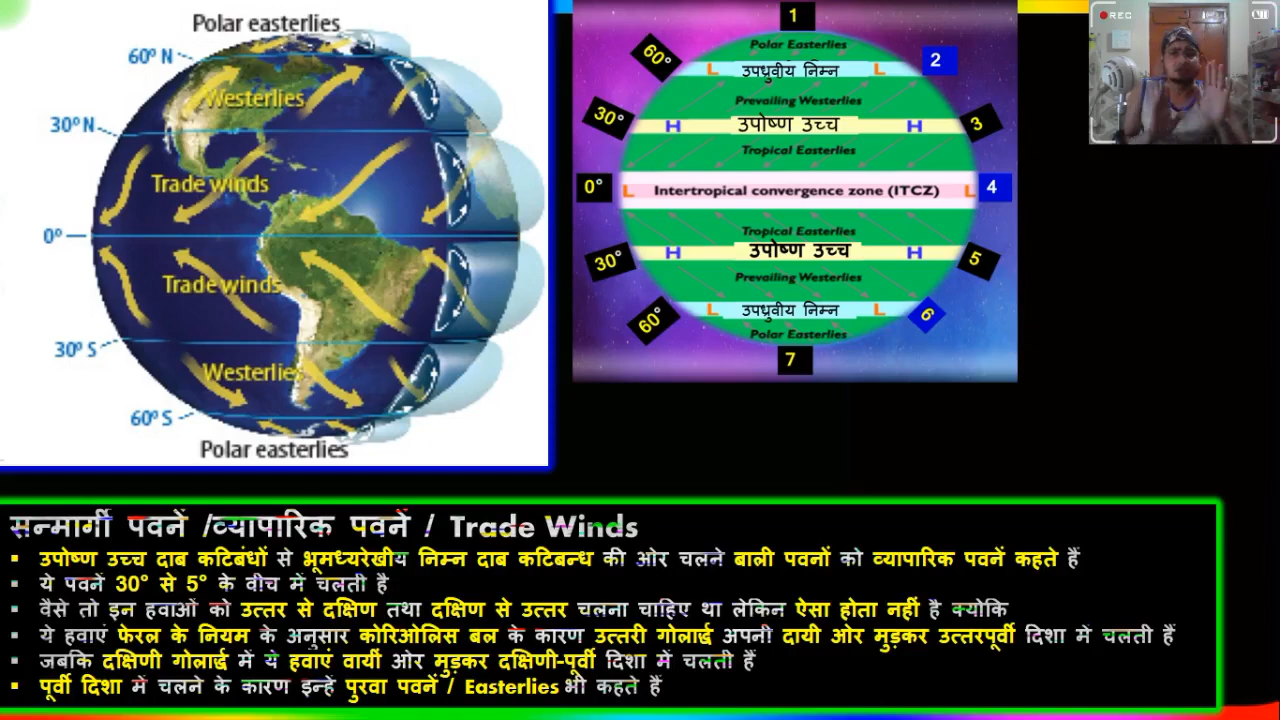 Polar easterlies
60° N
Westerlies
30° N
Trade winds
0°
Trade winds
30° S
Westerlies
60° S
Polar easterlies
1
Polar Easterlies
60°
L उपध्रुवीय निम्न L
2
Prevailing Westerlies
30°
H उपोष्ण उच्च H
3
Tropical Easterlies
0°
L Intertropical convergence zone (ITCZ) L
4
Tropical Easterlies
30°
H उपोष्ण उच्च H
5
Prevailing Westerlies
60°
L उपध्रुवीय निम्न L
6
Polar Easterlies
7
REC
सन्मार्गी पवनें /व्यापारिक पवनें / Trade Winds
उपोष्ण उच्च दाब कटिबंधों से भूमध्यरेखीय निम्न दाब कटिबन्ध की ओर चलने बाली पवनों को व्यापारिक पवनें कहते हैं
ये पवनें 30° से 5° के वीच में चलती है
वैसे तो इन हवाओं को उत्तर से दक्षिण तथा दक्षिण से उत्तर चलना चाहिए था लेकिन ऐसा होता नहीं है क्योकि
ये हवाएं फेरल के नियम के अनुसार कोरिओलिस बल के कारण उत्तरी गोलार्द्ध अपनी दायी ओर मुड़कर उत्तरपूर्वी दिशा में चलती हैं
जबकि दक्षिणी गोलार्द्ध में ये हवाएं वायीं ओर मुड़कर दक्षिणी-पूर्वी दिशा में चलती हैं
पूर्वी दिशा में चलने के कारण इन्हें पुरवा पवनें / Easterlies भी कहते हैं